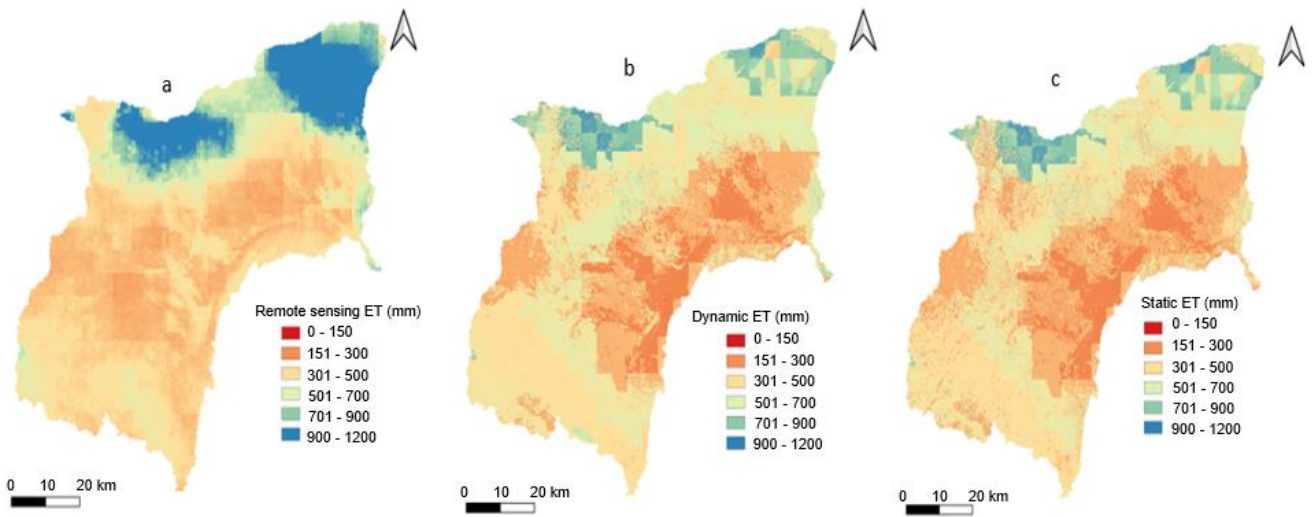 a
b
c
Remote sensing ET (mm)
0 - 150
151 - 300
301 - 500
501 - 700
701 - 900
900 - 1200
0 10 20 km
Dynamic ET (mm)
0 - 150
151 - 300
301 - 500
501 - 700
701 - 900
900 - 1200
0 10 20 km
Static ET (mm)
0 - 150
151 - 300
301 - 500
501 - 700
701 - 900
900 - 1200
0 10 20 km